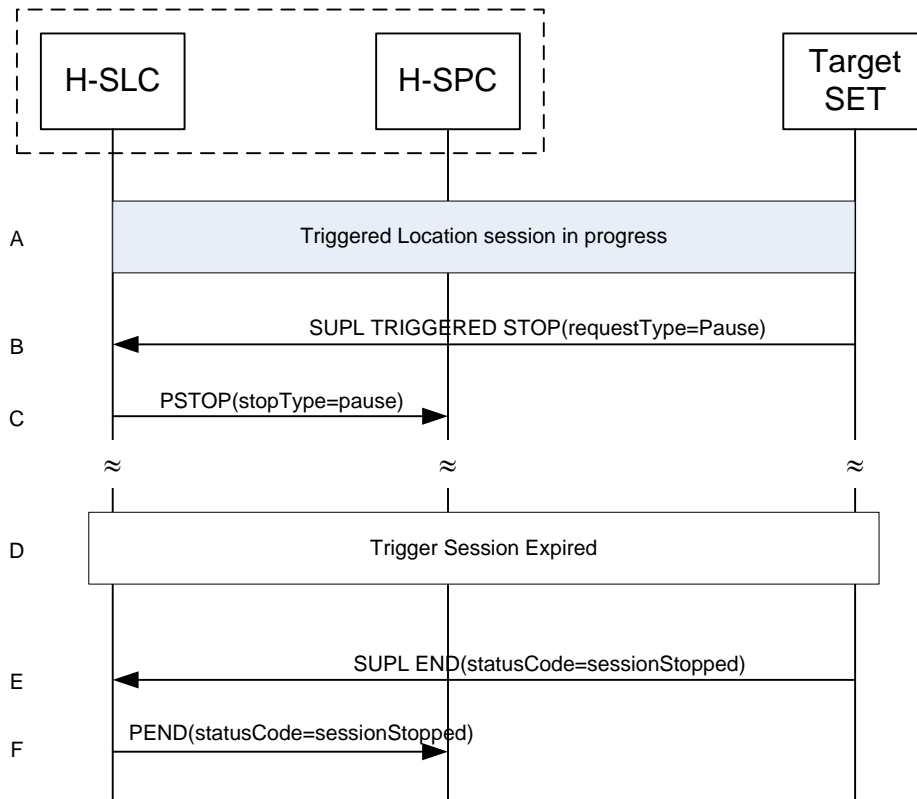 H-SLC
H-SPC
Target
SET
A
Triggered Location session in progress
B
SUPL TRIGGERED STOP(requestType=Pause)
C
PSTOP(stopType=pause)
≈ ≈ ≈
D
Trigger Session Expired
E
SUPL END(statusCode=sessionStopped)
F
PEND(statusCode=sessionStopped)